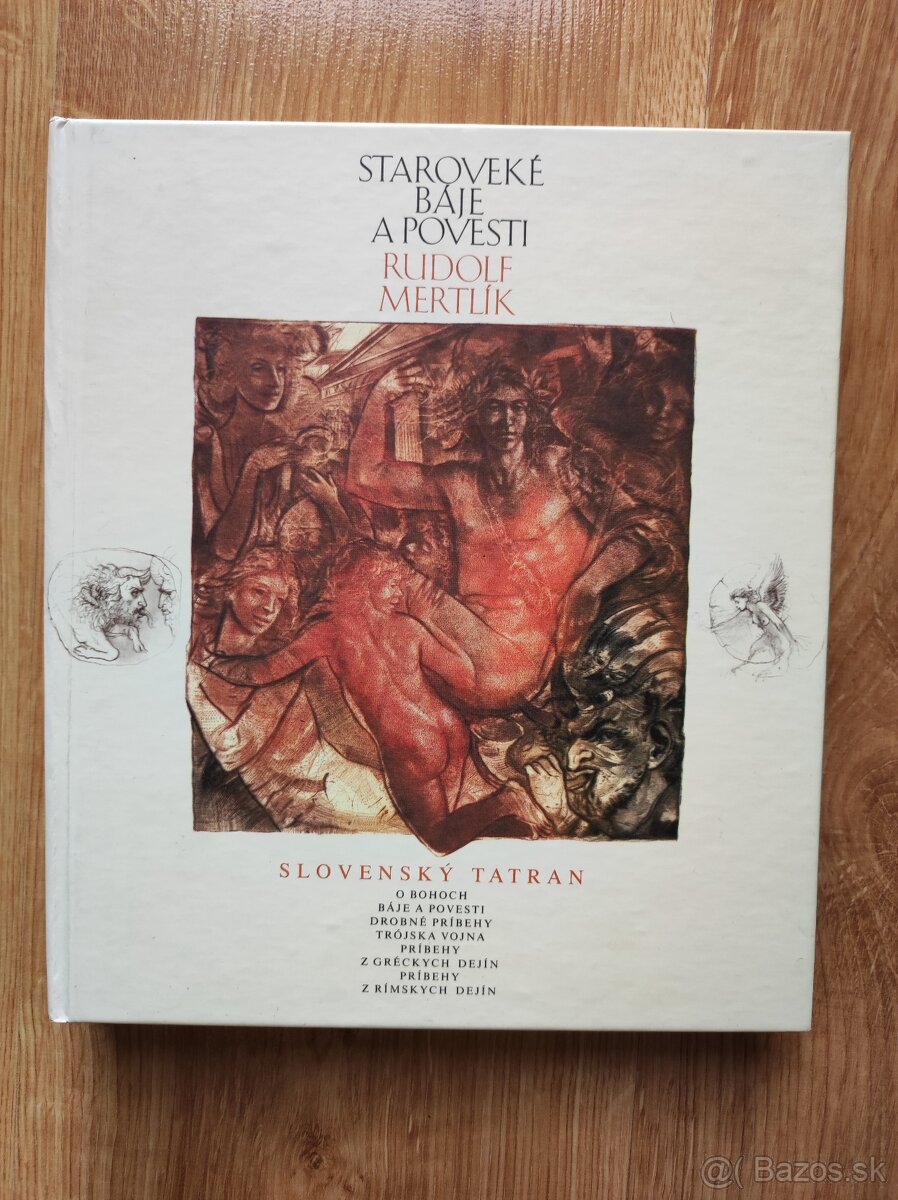 STAROVEKÉ
BÁJE
A POVESTI
RUDOLF
MERTLÍK
SLOVENSKÝ TATRAN
O BOHOCH
BÁJE A POVESTI
DROBNÉ PRÍBEHY
TRÓJSKA VOJNA
PRÍBEHY
Z GRÉCKYCH DEJÍN
PRÍBEHY
Z RÍMSKYCH DEJÍN
@( Bazos.sk